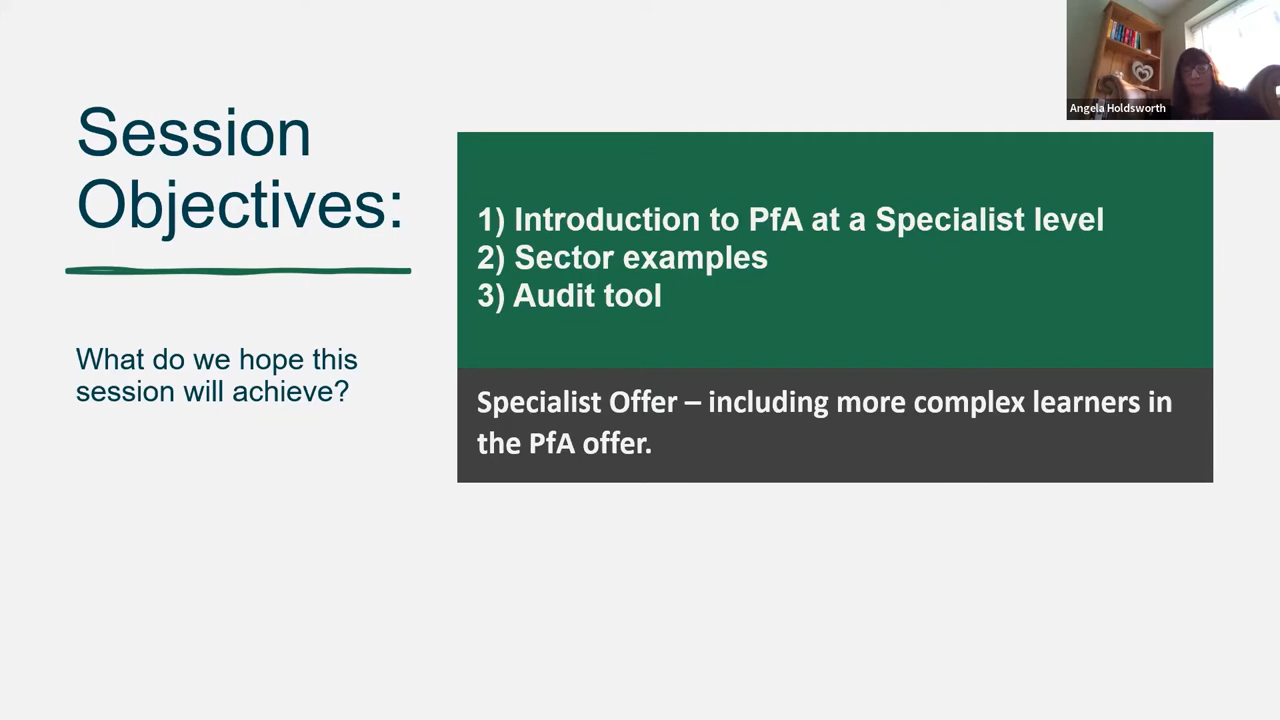 Session
Objectives:
What do we hope this
session will achieve?
1) Introduction to PfA at a Specialist level
2) Sector examples
3) Audit tool
Specialist Offer – including more complex learners in
the PfA offer.
Angela Holdsworth